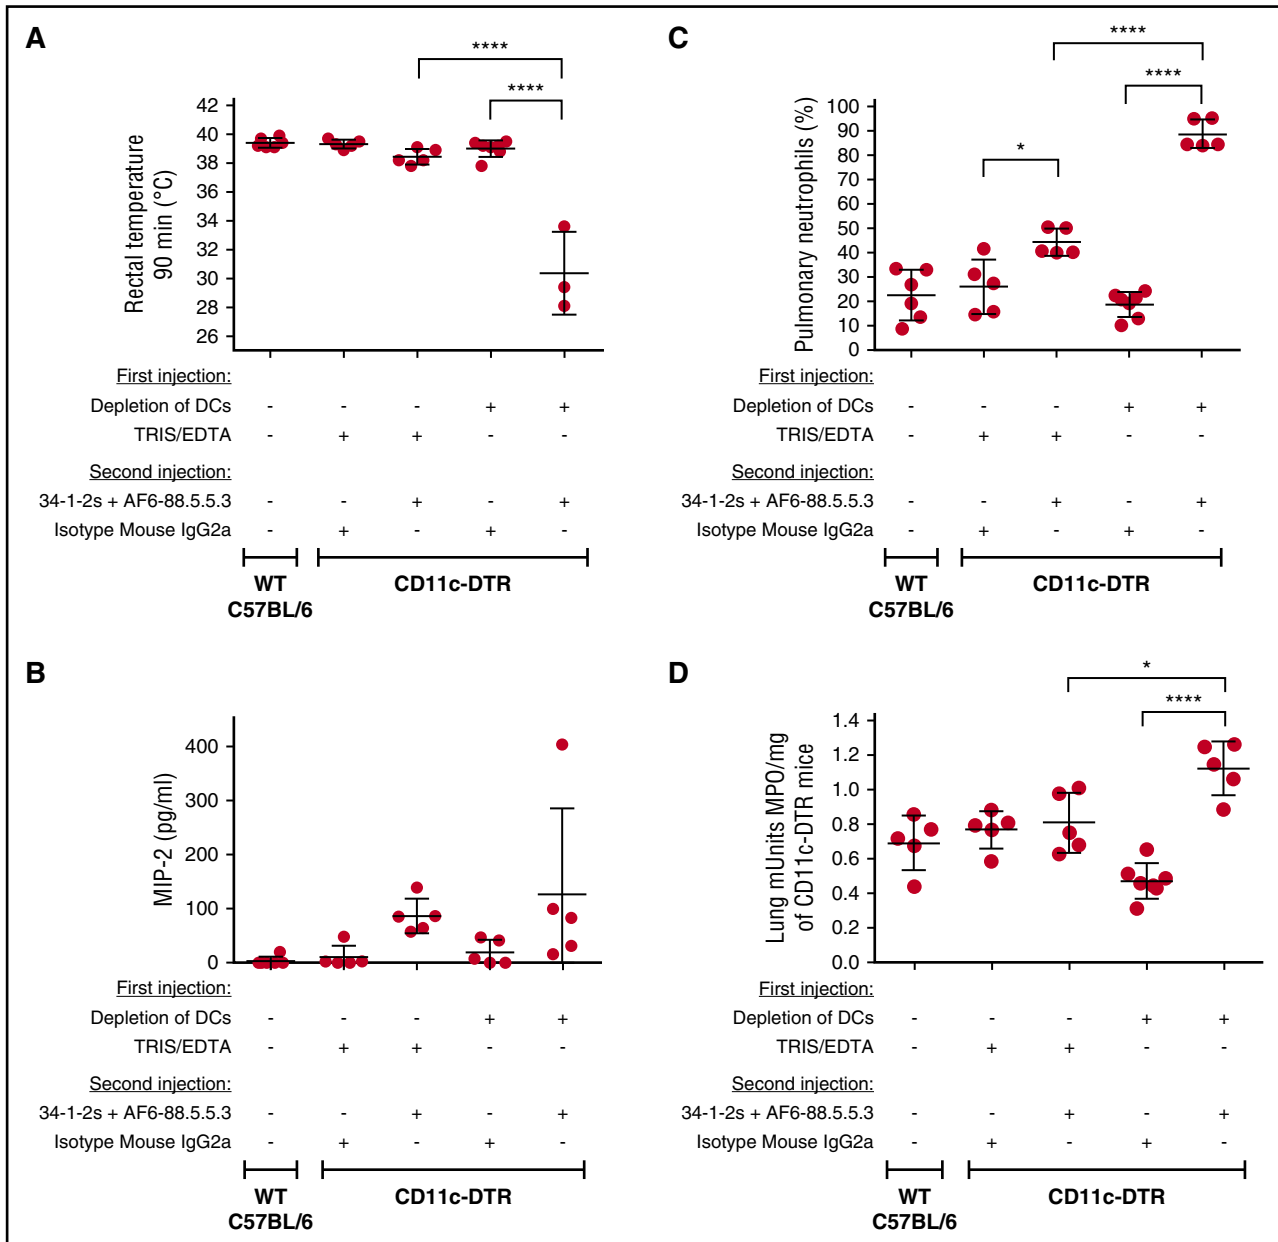 A
****
****
42
40
38
36
34
32
30
28
26
Rectal temperature
90 min (°C)
First injection:
Depletion of DCs - - - + +
TRIS/EDTA - + + - -
Second injection:
34-1-2s + AF6-88.5.5.3 - - + - +
Isotype Mouse IgG2a - + - + -
WT
C57BL/6
CD11c-DTR
C
****
****
*
100
90
80
70
60
50
40
30
20
10
0
Pulmonary neutrophils (%)
First injection:
Depletion of DCs - - - + +
TRIS/EDTA - + + - -
Second injection:
34-1-2s + AF6-88.5.5.3 - - + - +
Isotype Mouse IgG2a - + - + -
WT
C57BL/6
CD11c-DTR
B
400
300
200
100
0
MIP-2 (pg/ml)
First injection:
Depletion of DCs - - - + +
TRIS/EDTA - + + - -
Second injection:
34-1-2s + AF6-88.5.5.3 - - + - +
Isotype Mouse IgG2a - + - + -
WT
C57BL/6
CD11c-DTR
D
*
****
1.4
1.2
1.0
0.8
0.6
0.4
0.2
0.0
Lung mUnits MPO/mg
of CD11c-DTR mice
First injection:
Depletion of DCs - - - + +
TRIS/EDTA - + + - -
Second injection:
34-1-2s + AF6-88.5.5.3 - - + - +
Isotype Mouse IgG2a - + - + -
WT
C57BL/6
CD11c-DTR